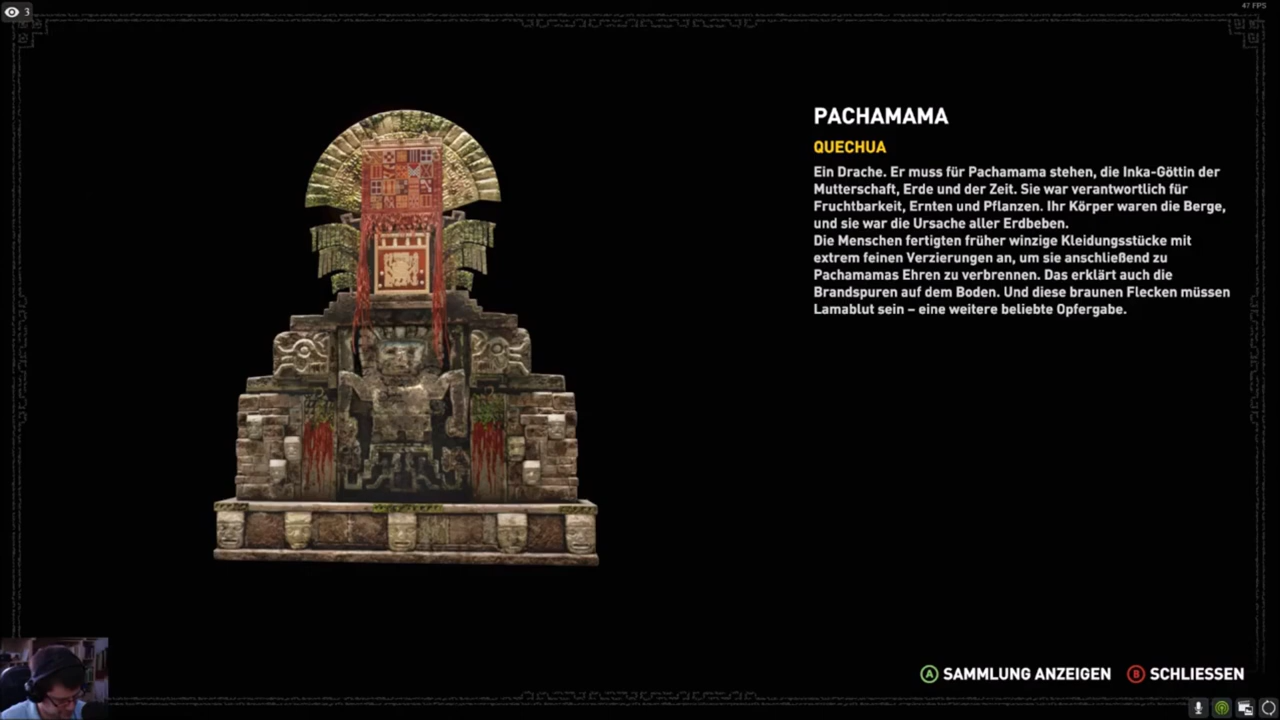 3
47 FPS
PACHAMAMA
QUECHUA
Ein Drache. Er muss für Pachamama stehen, die Inka-Göttin der
Mutterschaft, Erde und der Zeit. Sie war verantwortlich für
Fruchtbarkeit, Ernten und Pflanzen. Ihr Körper waren die Berge,
und sie war die Ursache aller Erdbeben.
Die Menschen fertigten früher winzige Kleidungsstücke mit
extrem feinen Verzierungen an, um sie anschließend zu
Pachamamas Ehren zu verbrennen. Das erklärt auch die
Brandspuren auf dem Boden. Und diese braunen Flecken müssen
Lamablut sein – eine weitere beliebte Opfergabe.
A SAMMLUNG ANZEIGEN B SCHLIESSEN